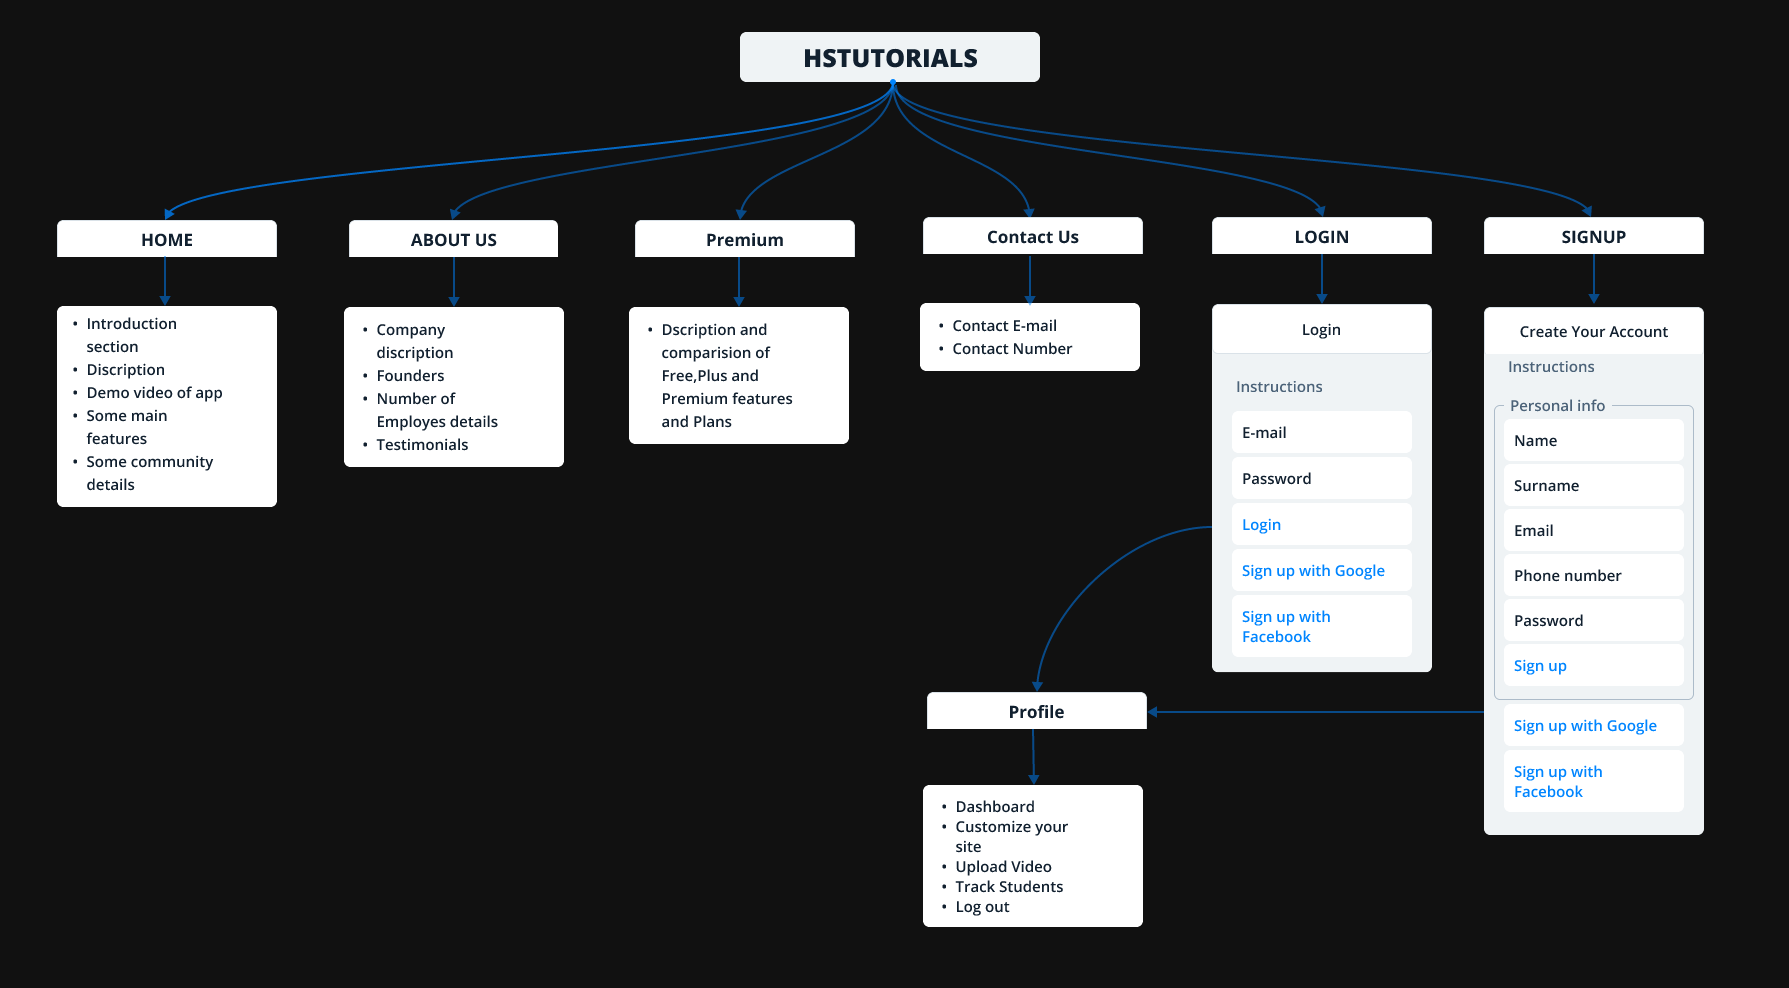 HSTUTORIALS
HOME
• Introduction
section
• Discription
• Demo video of app
• Some main
features
• Some community
details
ABOUT US
• Company
discription
• Founders
• Number of
Employes details
• Testimonials
Premium
• Dscription and
comparision of
Free,Plus and
Premium features
and Plans
Contact Us
• Contact E-mail
• Contact Number
LOGIN
Login
Instructions
E-mail
Password
Login
Sign up with Google
Sign up with
Facebook
SIGNUP
Create Your Account
Instructions
Personal info
Name
Surname
Email
Phone number
Password
Sign up
Sign up with Google
Sign up with
Facebook
Profile
• Dashboard
• Customize your
site
• Upload Video
• Track Students
• Log out